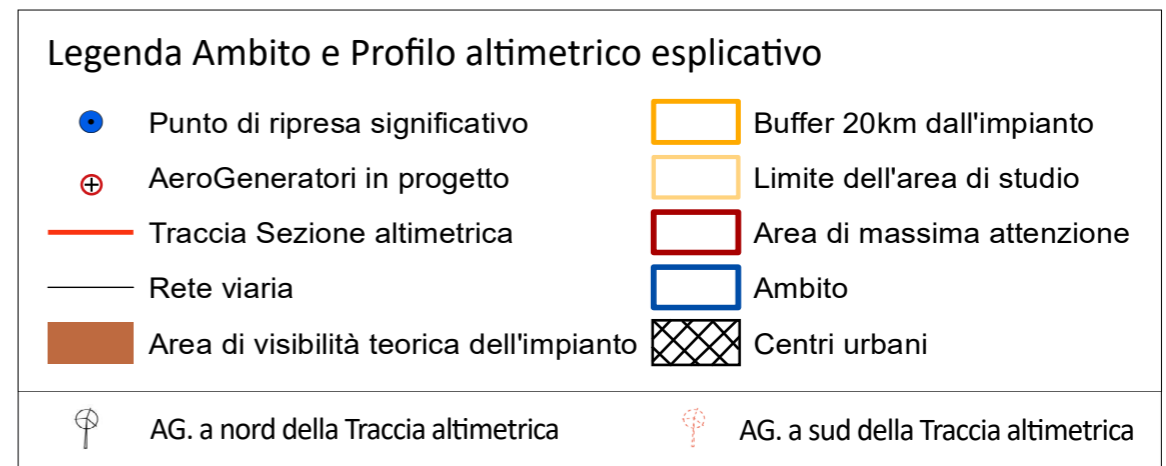 Legenda Ambito e Profilo altimetrico esplicativo
Punto di ripresa significativo
AeroGeneratori in progetto
Traccia Sezione altimetrica
Rete viaria
Area di visibilità teorica dell'impianto
Buffer 20km dall'impianto
Limite dell'area di studio
Area di massima attenzione
Ambito
Centri urbani
AG. a nord della Traccia altimetrica
AG. a sud della Traccia altimetrica